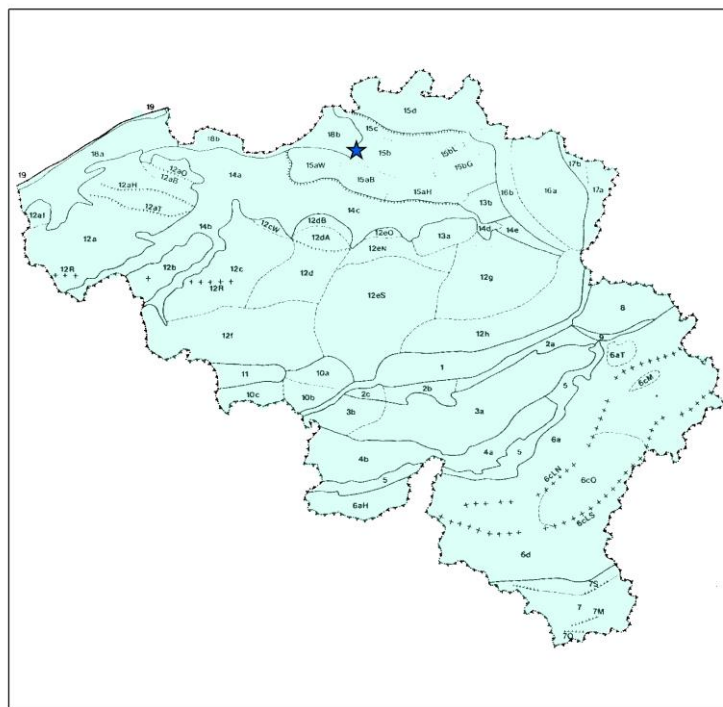 15d
19
18b
15c
18b
15b
15bL
15bG
17b
18a
12aO
12aB
14a
15aW
15aB
15aH
16b
16a
17a
12aH
12aT
12aI
14c
13b
12a
14b
12cW
12dB
12dA
12eO
12eN
13a
14d
14e
19
12R
12b
12c
12R
12d
12eS
12g
12f
12h
8
2a
6
6aT
11
10a
1
2c
2b
5
6cM
10c
10b
3b
3a
4b
4a
5
6a
5
6aH
6cLN
6cO
6cLS
6d
7S
7
7M
7O